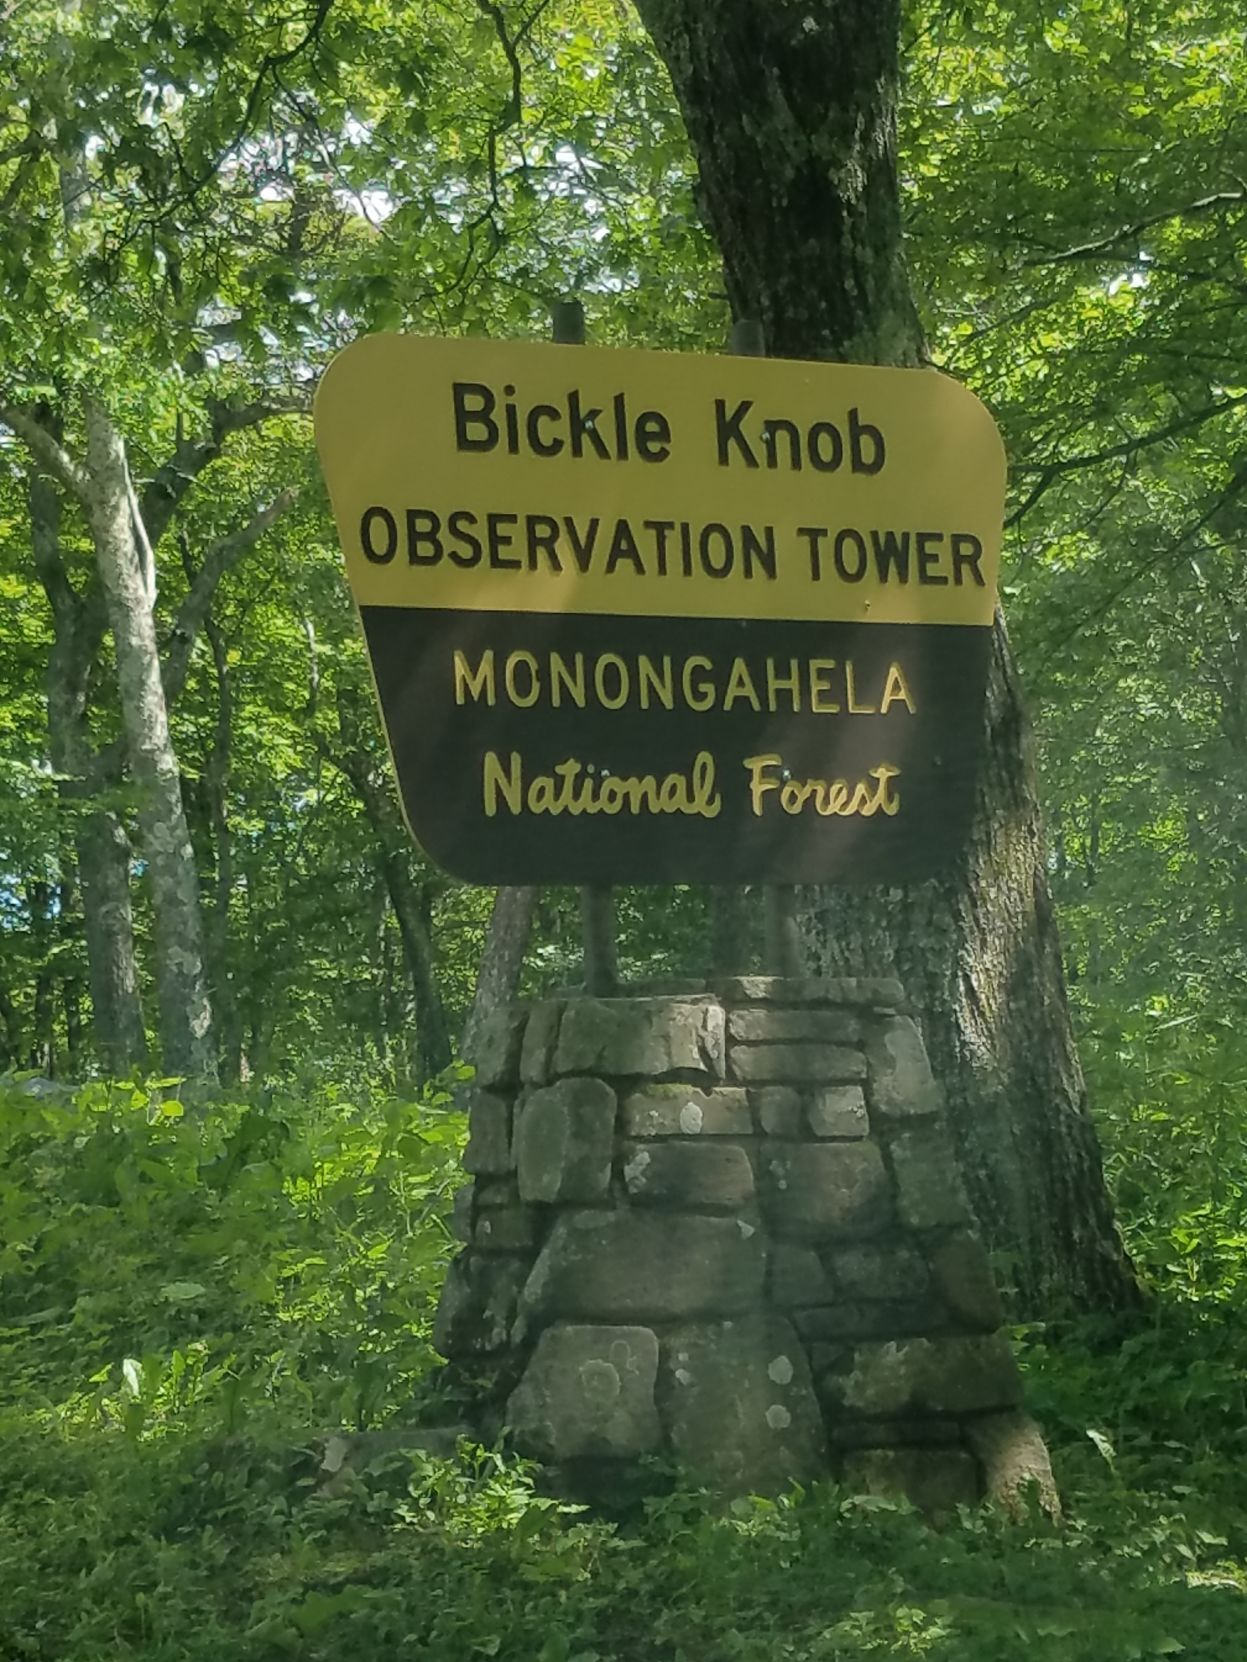 Bickle Knob
OBSERVATION TOWER
MONONGAHELA
National Forest